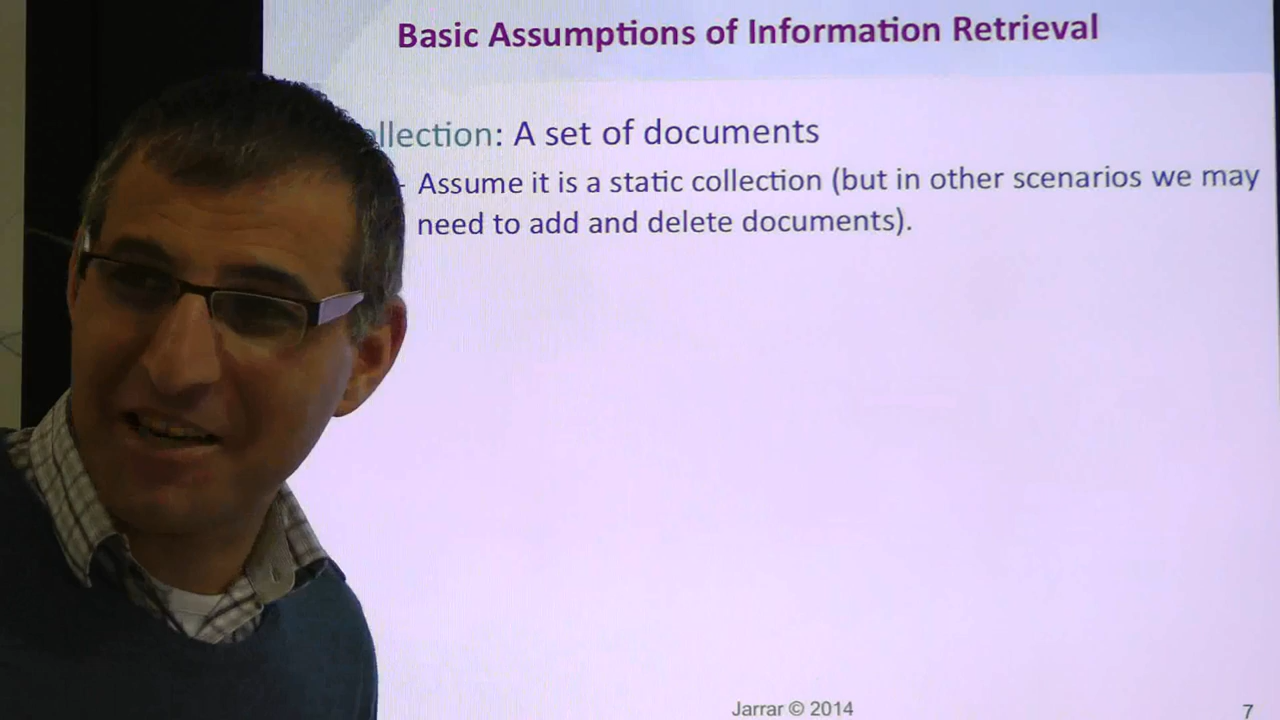 Basic Assumptions of Information Retrieval
ollection: A set of documents
- Assume it is a static collection (but in other scenarios we may
need to add and delete documents).
Jarrar © 2014
7